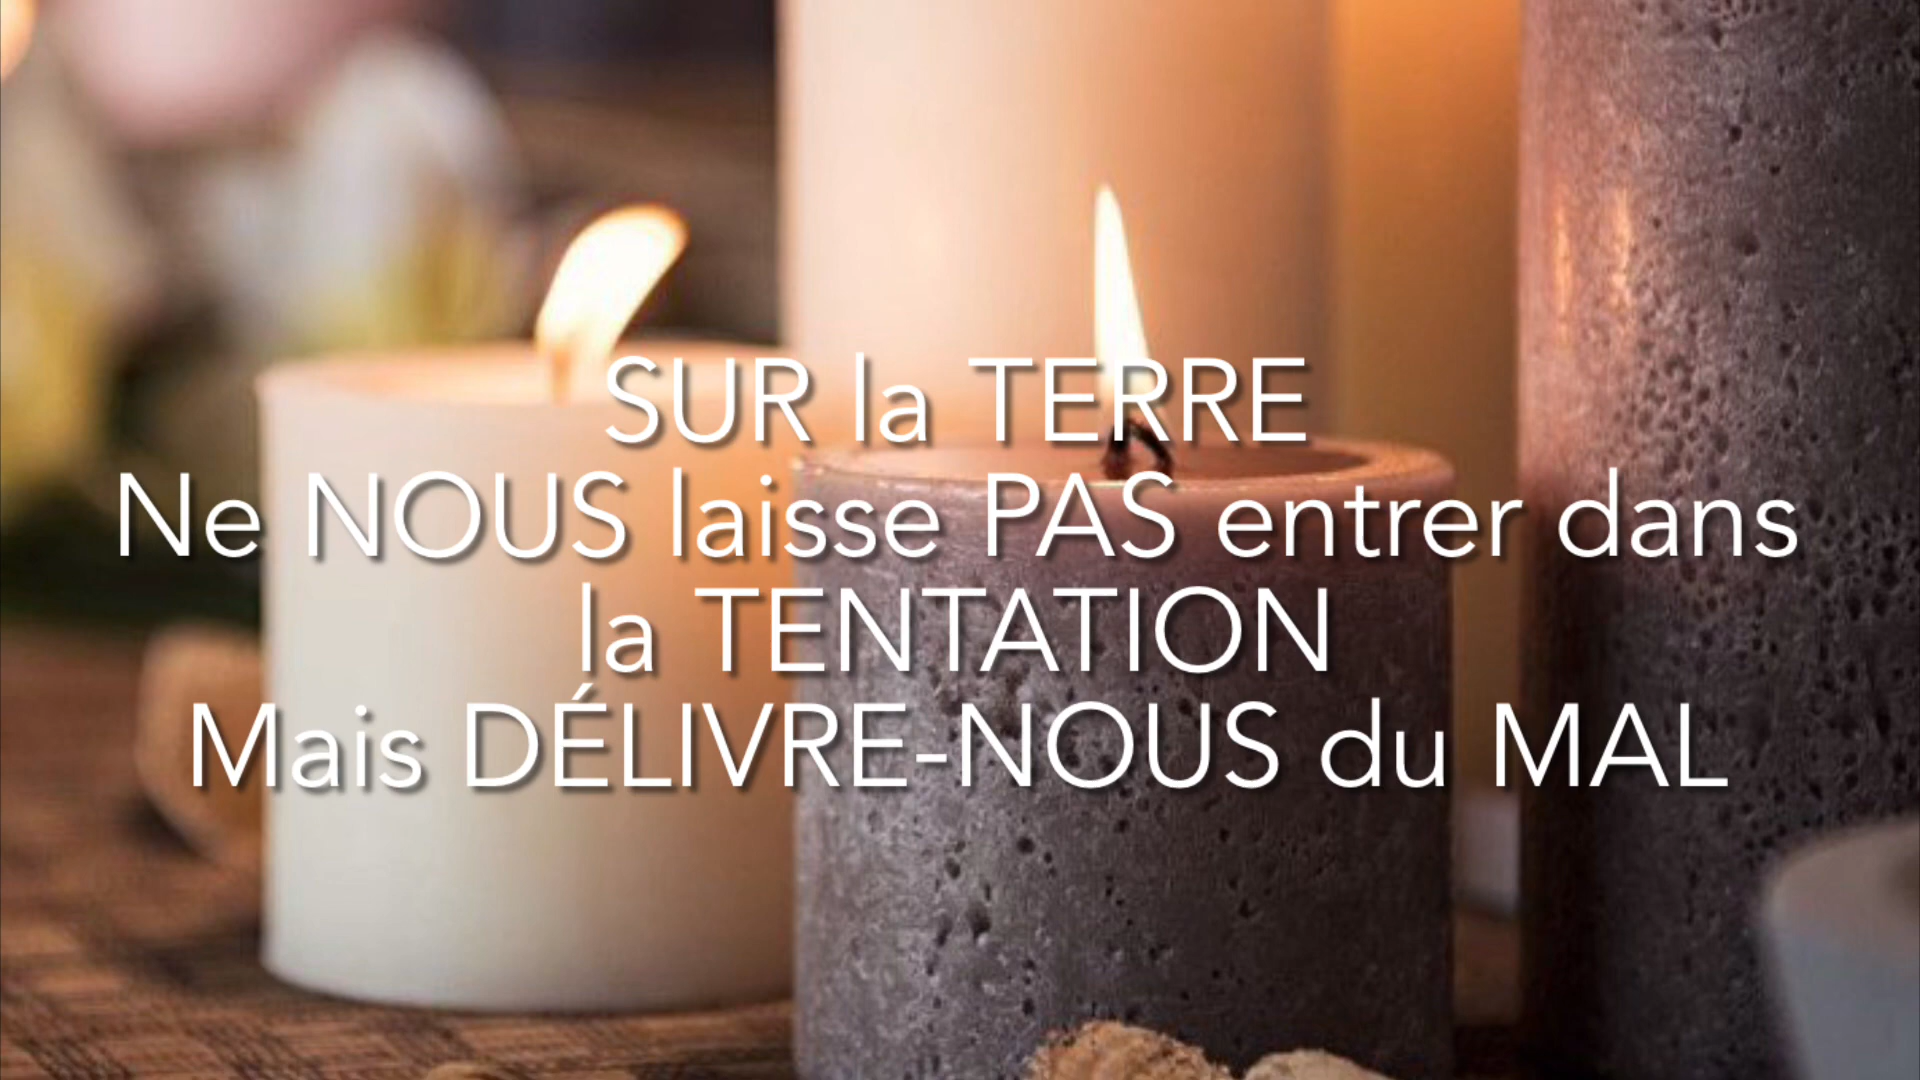 SUR la TERRE
Ne NOUS laisse PAS entrer dans
la TENTATION
Mais DÉLIVRE-NOUS du MAL